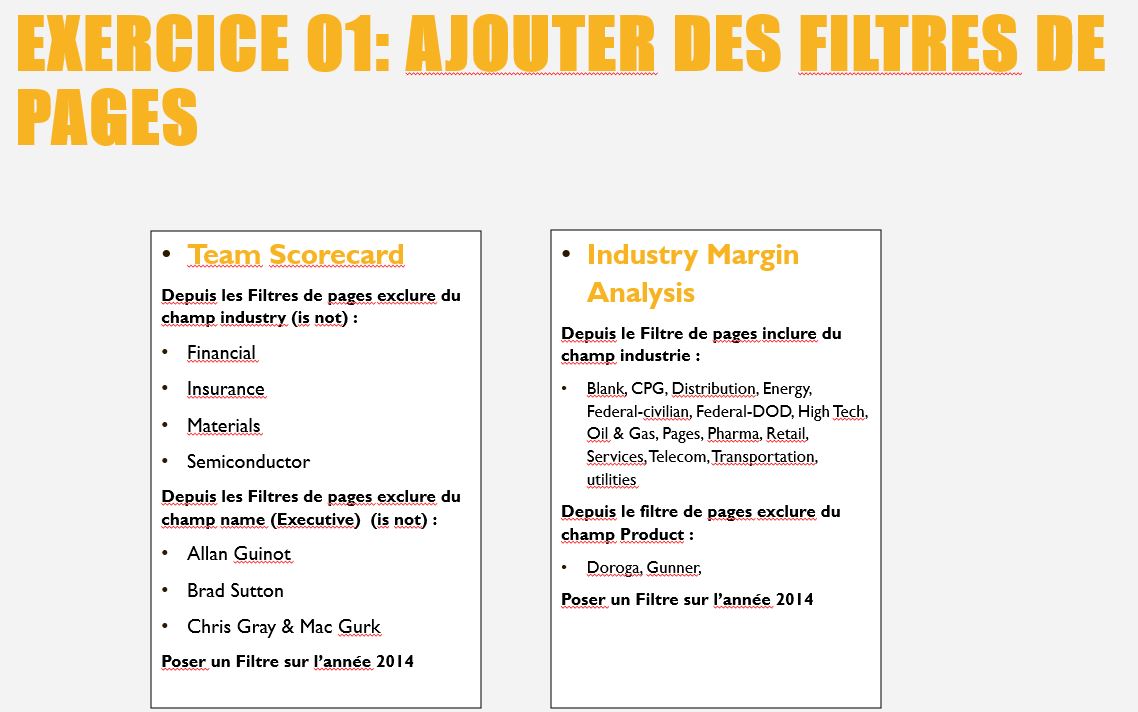 EXERCICE 01: AJOUTER DES FILTRES DE
PAGES
• Team Scorecard
Depuis les Filtres de pages exclure du
champ industry (is not) :
• Financial
• Insurance
• Materials
• Semiconductor
Depuis les Filtres de pages exclure du
champ name (Executive) (is not) :
• Allan Guinot
• Brad Sutton
• Chris Gray & Mac Gurk
Poser un Filtre sur l’année 2014
• Industry Margin
Analysis
Depuis le Filtre de pages inclure du
champ industrie :
• Blank, CPG, Distribution, Energy,
Federal-civilian, Federal-DOD, High Tech,
Oil & Gas, Pages, Pharma, Retail,
Services, Telecom, Transportation,
utilities
Depuis le filtre de pages exclure du
champ Product :
• Doroga, Gunner,
Poser un Filtre sur l’année 2014